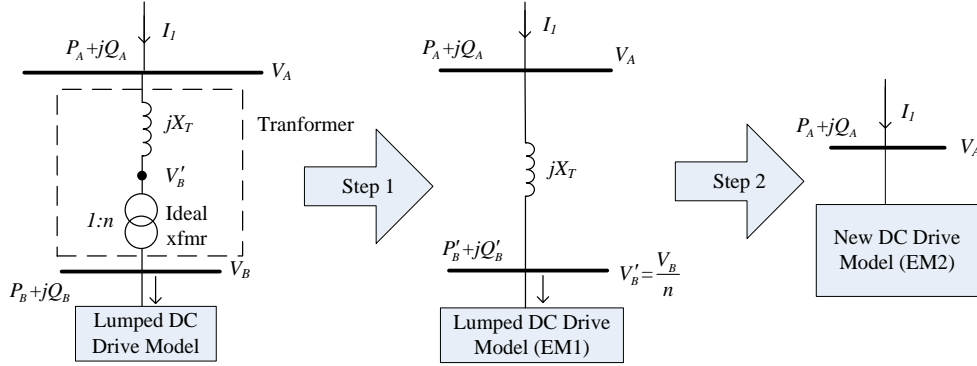 I1
PA+jQA
VA
jXT
Tranformer
V'B
1:n
Ideal
xfmr
VB
PB+jQB
Lumped DC
Drive Model
Step 1
I1
PA+jQA
VA
jXT
P'B+jQ'B
V'B=VB/n
Lumped DC Drive
Model (EM1)
Step 2
I1
PA+jQA
VA
New DC Drive
Model (EM2)